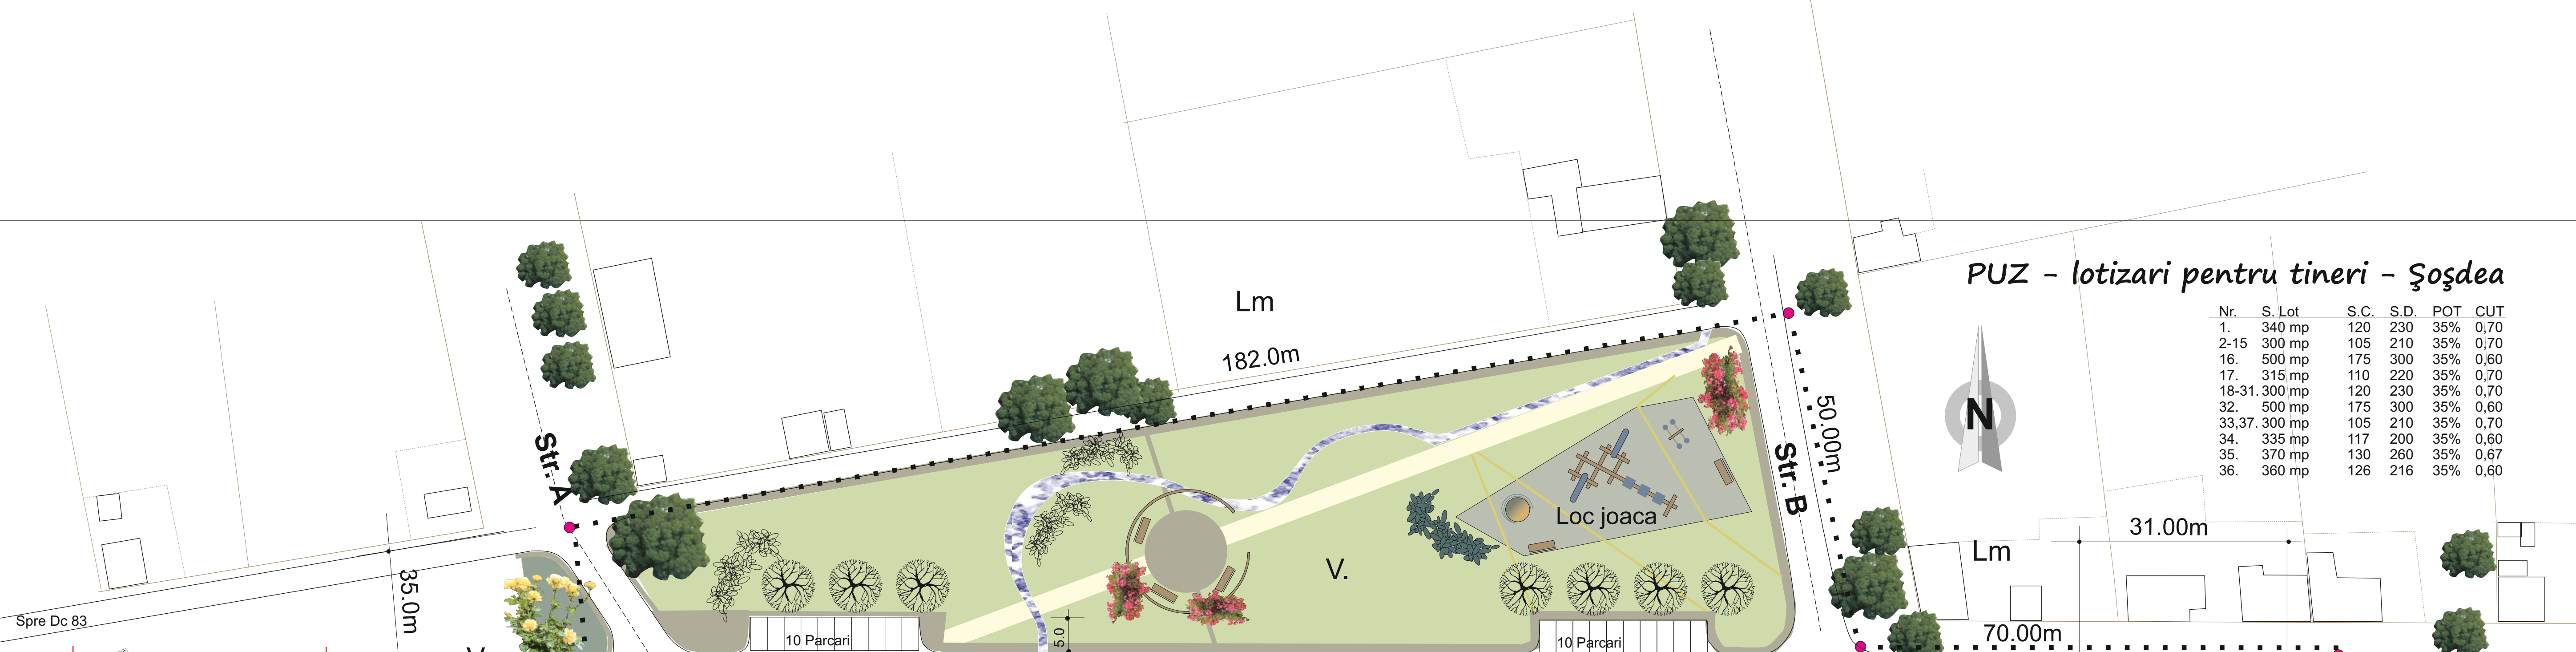 PUZ - lotizari pentru tineri - Şoşdea
Nr. S. Lot S.C. S.D. POT CUT
1. 340 mp 120 230 35% 0,70
2-15 300 mp 105 210 35% 0,70
16. 500 mp 175 300 35% 0,60
17. 315 mp 110 220 35% 0,70
18-31. 300 mp 120 230 35% 0,70
32. 500 mp 175 300 35% 0,60
33,37. 300 mp 105 210 35% 0,70
34. 335 mp 117 200 35% 0,60
35. 370 mp 130 260 35% 0,67
36. 360 mp 126 216 35% 0,60
Lm
182.0m
Str. A
50.00m
Str B
N
Loc joaca
V.
31.00m
Lm
35.0m
Spre Dc 83
10 Parcari
5.0
10 Parcari
70.00m